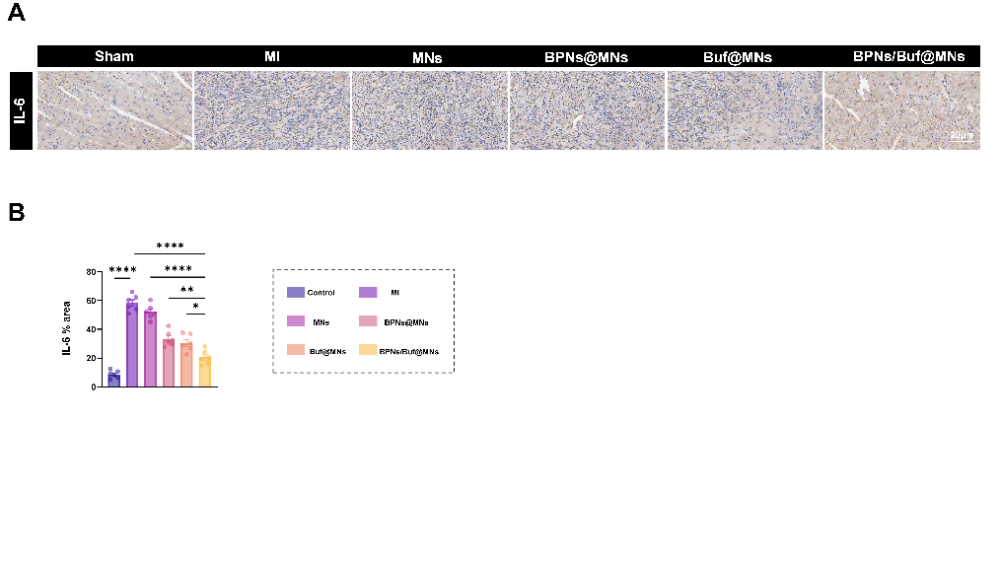 A
Sham MI MNs BPNs@MNs Buf@MNs BPNs/Buf@MNs
IL-6
20μm
B
****
**** ****
**
*
IL-6 % area
80
60
40
20
0
Control MI
MNs BPNs@MNs
Buf@MNs BPNs/Buf@MNs